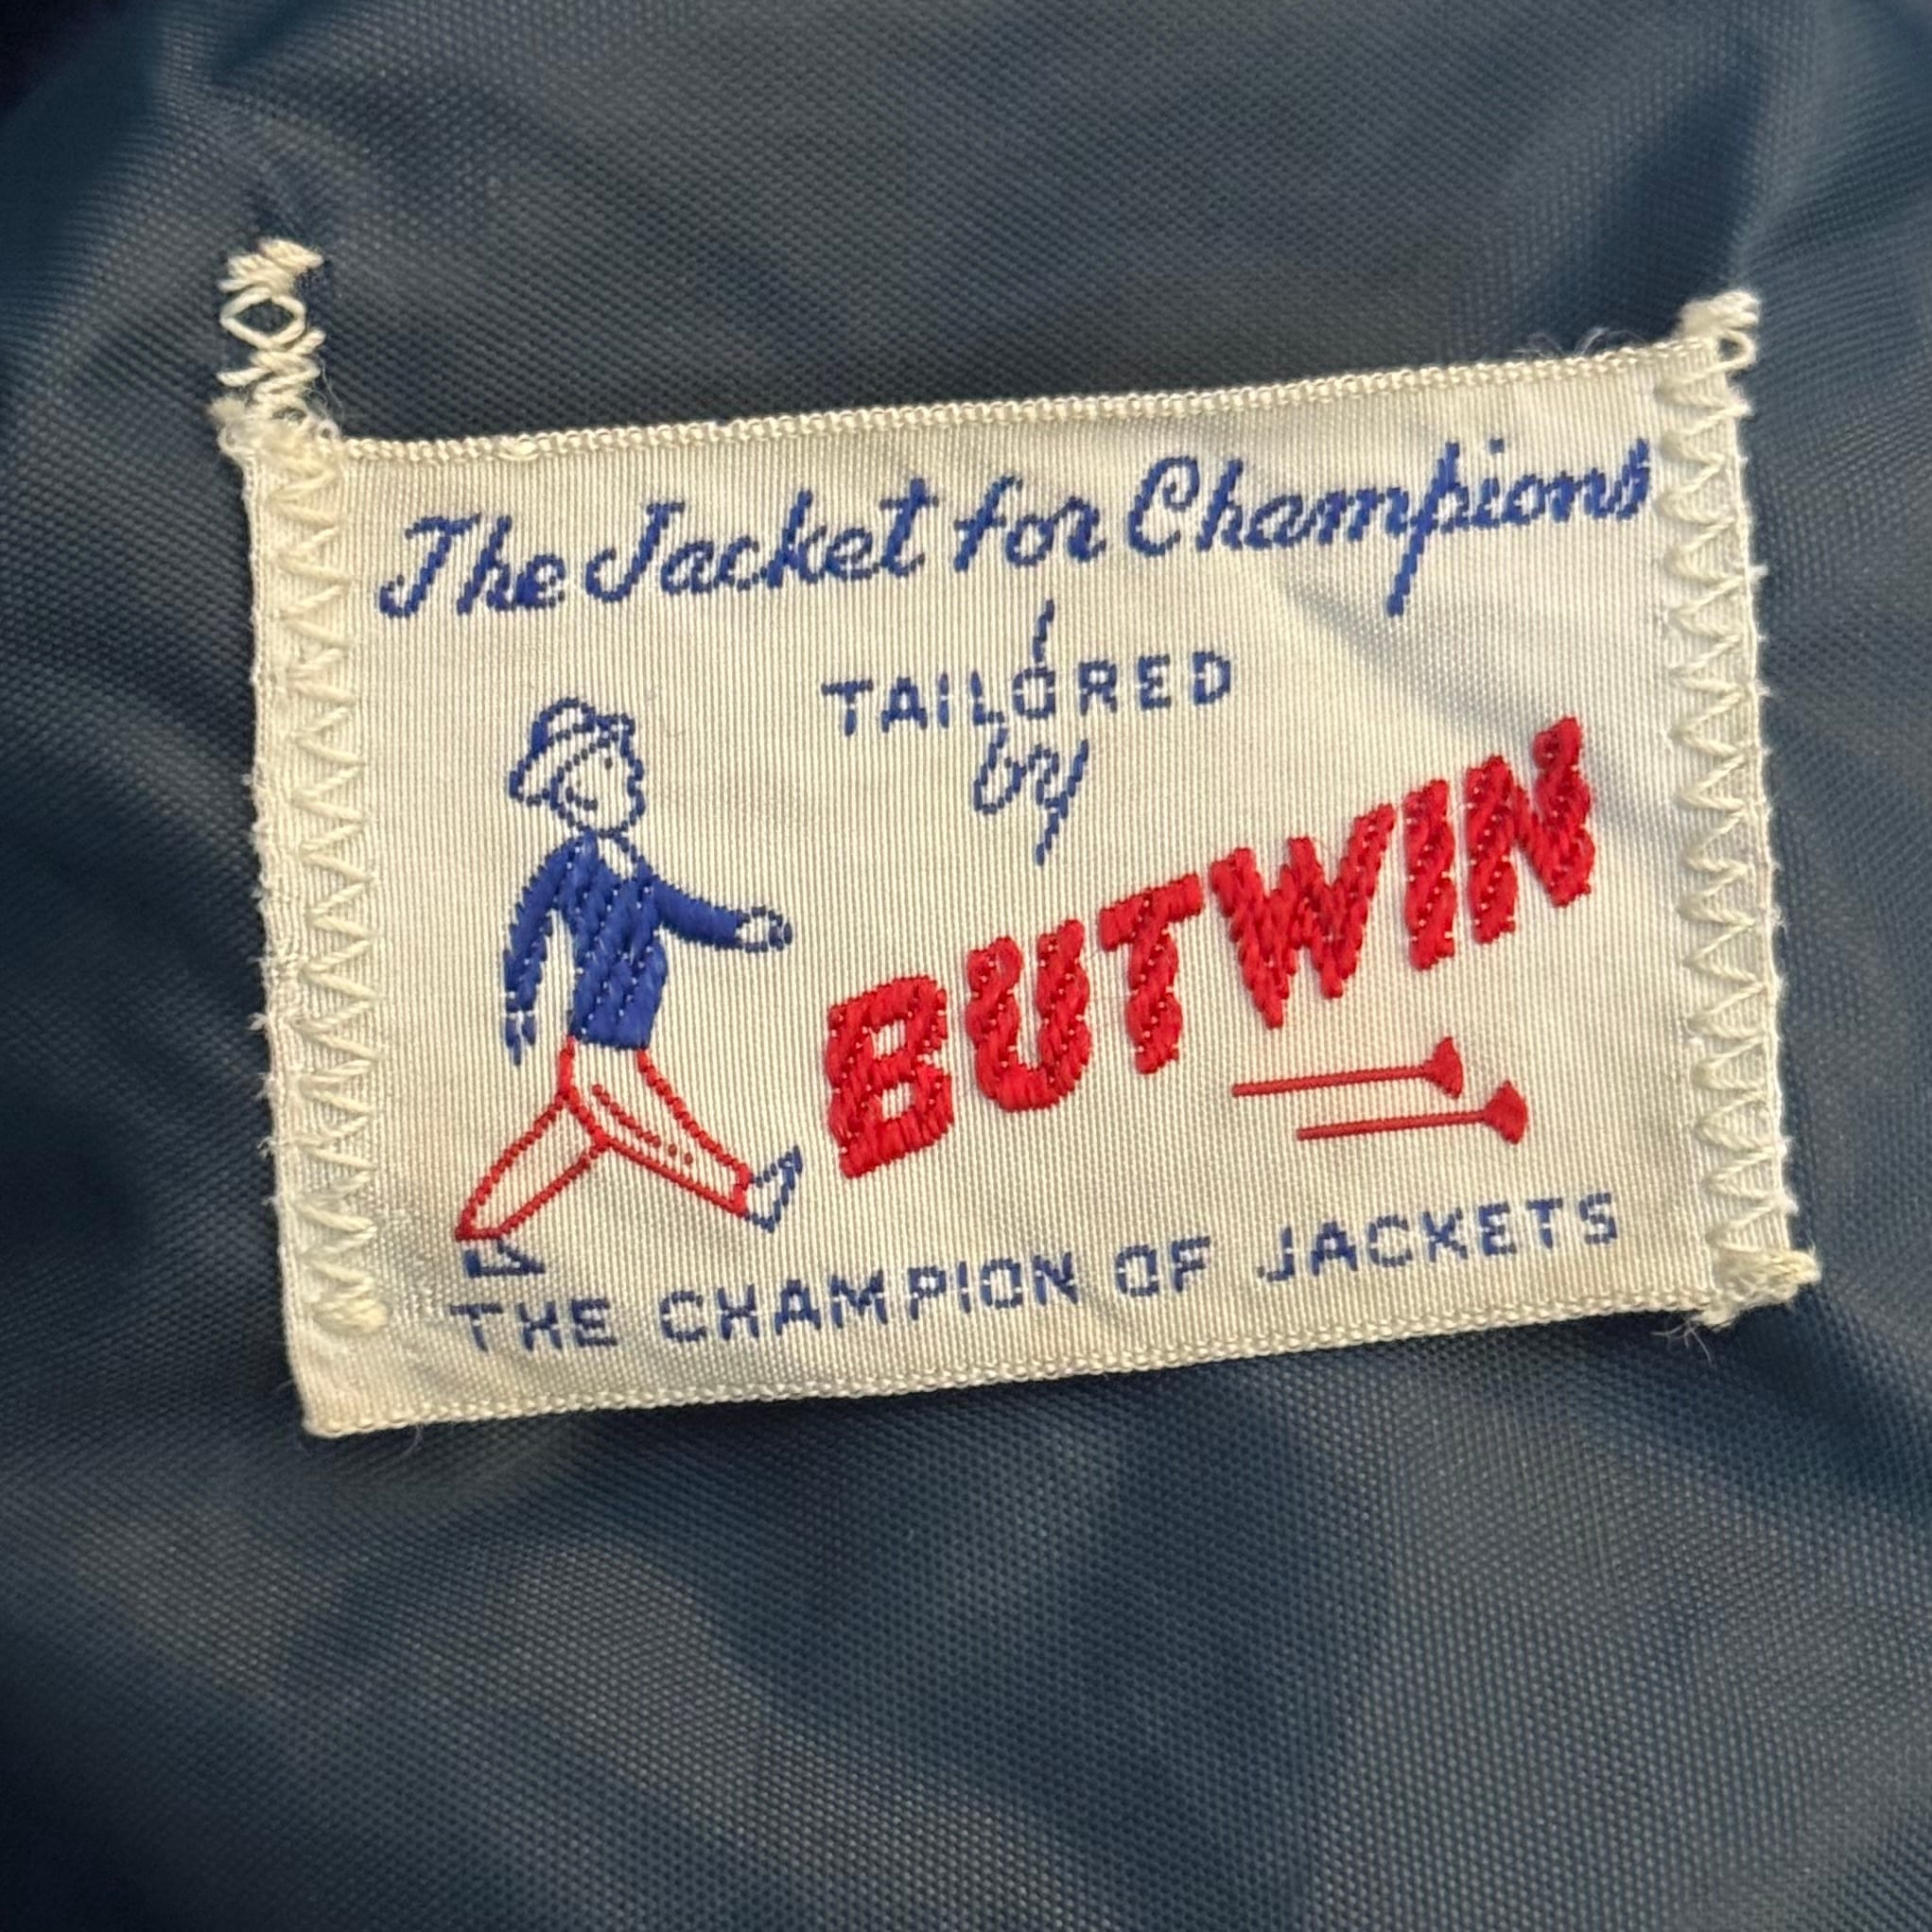 The Jacket for Champions
TAILORED
by
BUTWIN
THE CHAMPION OF JACKETS